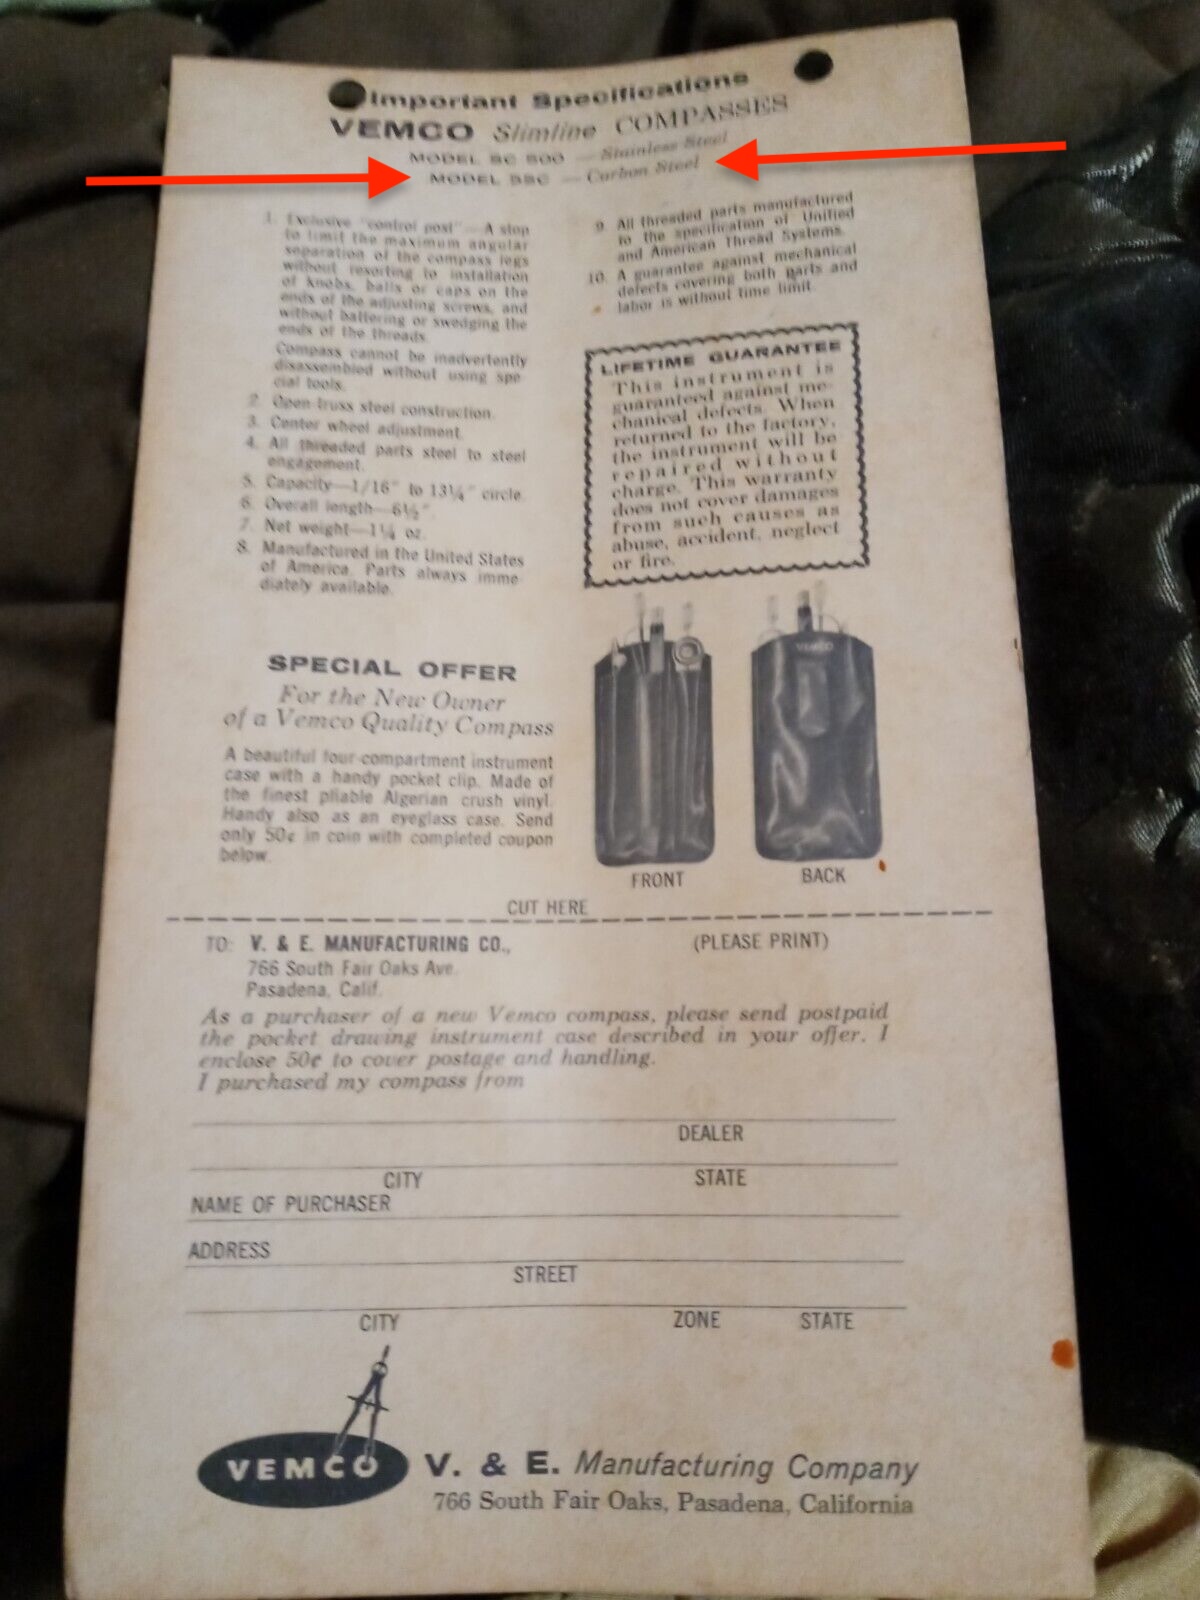 Important Specifications
VEMCO Slimline COMPASSES
MODEL SC 500 — Stainless Steel
MODEL 55C — Carbon Steel
1. Exclusive "control post"—A stop
to limit the maximum angular
separation of the compass legs
without resorting to installation
of knobs, balls or caps on the
ends of the adjusting screws, and
without battering or swedging the
ends of the threads.
Compass cannot be inadvertently
disassembled without using spe-
cial tools.
2. Open-truss steel construction.
3. Center wheel adjustment.
4. All threaded parts steel to steel
engagement.
5. Capacity—1/16" to 13¼" circle.
6. Overall length—6½".
7. Net weight—1¼ oz.
8. Manufactured in the United States
of America. Parts always imme-
diately available.
9. All threaded parts manufactured
to the specification of Unified
and American Thread Systems.
10. A guarantee against mechanical
defects covering both parts and
labor is without time limit.
LIFETIME GUARANTEE
This instrument is
guaranteed against me-
chanical defects. When
returned to the factory,
the instrument will be
repaired without
charge. This warranty
does not cover damages
from such causes as
abuse, accident, neglect
or fire.
SPECIAL OFFER
For the New Owner
of a Vemco Quality Compass
A beautiful four-compartment instrument
case with a handy pocket clip. Made of
the finest pliable Algerian crush vinyl.
Handy also as an eyeglass case. Send
only 50¢ in coin with completed coupon
below.
VEMCO
FRONT
BACK
CUT HERE
TO: V. & E. MANUFACTURING CO.,
(PLEASE PRINT)
766 South Fair Oaks Ave.
Pasadena, Calif.
As a purchaser of a new Vemco compass, please send postpaid
the pocket drawing instrument case described in your offer. I
enclose 50¢ to cover postage and handling.
I purchased my compass from
DEALER
CITY STATE
NAME OF PURCHASER
ADDRESS
STREET
CITY ZONE STATE
VEMCO
V. & E. Manufacturing Company
766 South Fair Oaks, Pasadena, California